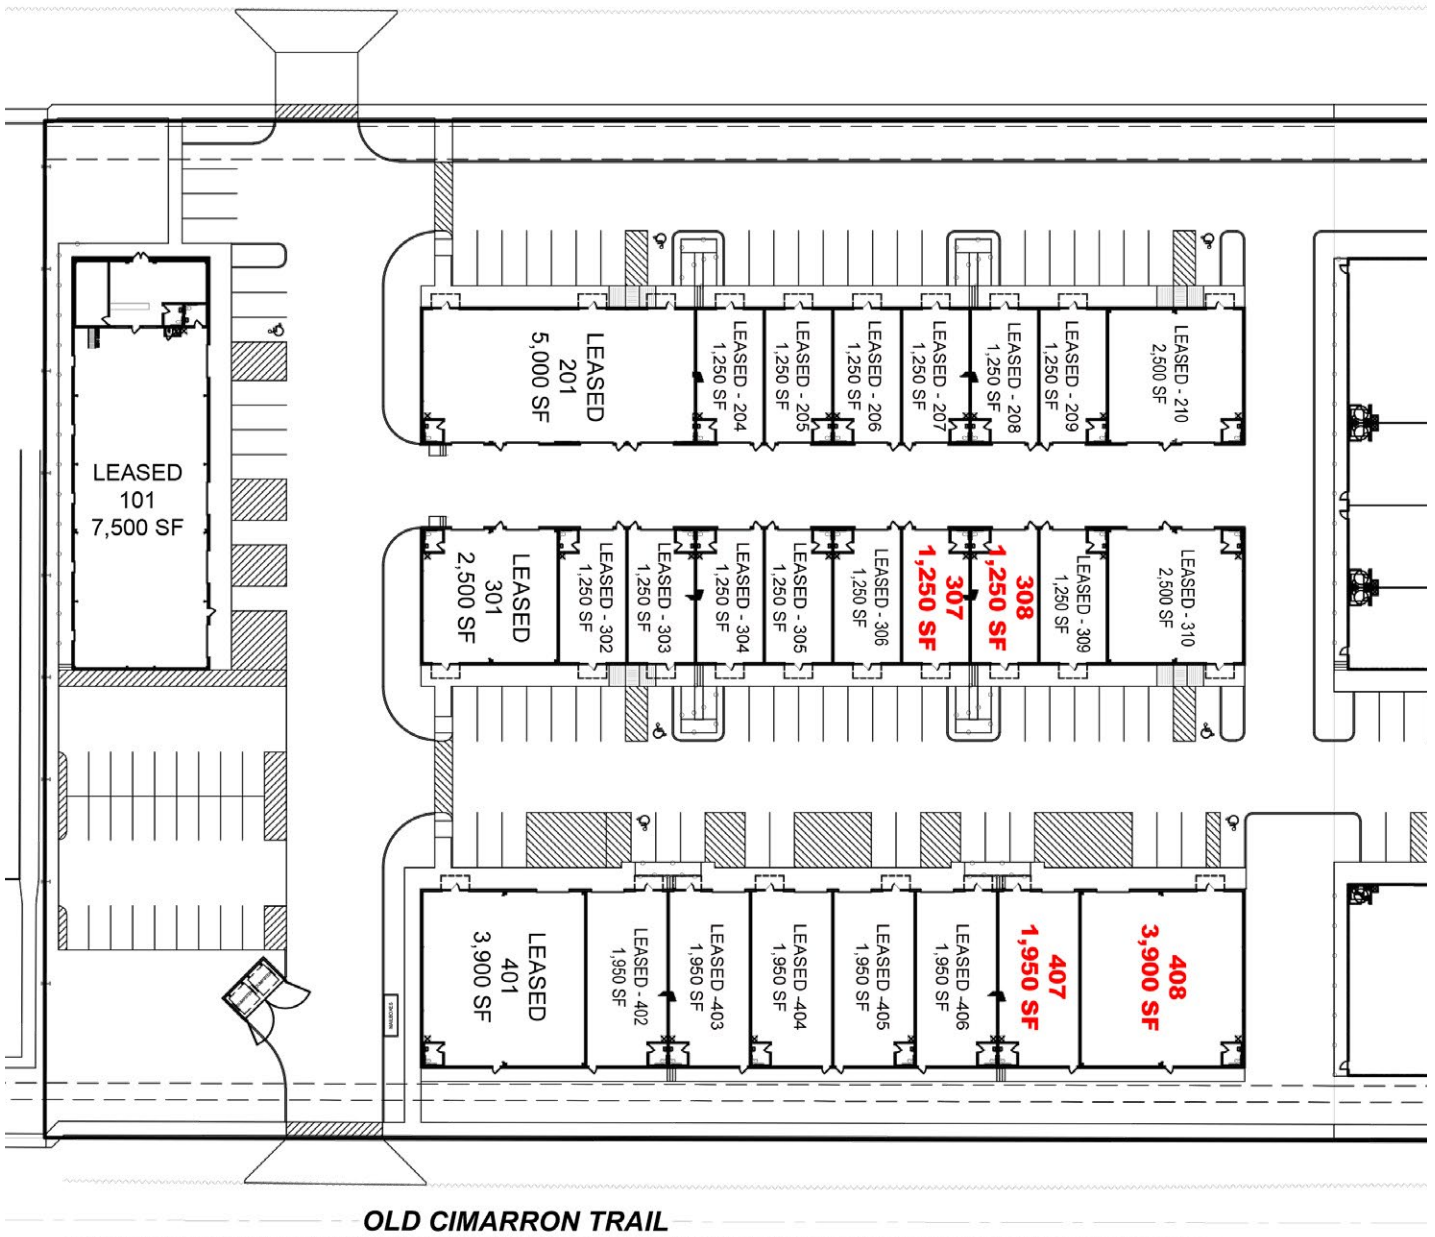 LEASED
101
7,500 SF
LEASED
201
5,000 SF
LEASED - 204
1,250 SF
LEASED - 205
1,250 SF
LEASED - 206
1,250 SF
LEASED - 207
1,250 SF
LEASED - 208
1,250 SF
LEASED - 209
1,250 SF
LEASED - 210
2,500 SF
LEASED
301
2,500 SF
LEASED - 302
1,250 SF
LEASED - 303
1,250 SF
LEASED - 304
1,250 SF
LEASED - 305
1,250 SF
LEASED - 306
1,250 SF
307
1,250 SF
308
1,250 SF
LEASED - 309
1,250 SF
LEASED - 310
2,500 SF
LEASED
401
3,900 SF
LEASED - 402
1,950 SF
LEASED -403
1,950 SF
LEASED -404
1,950 SF
LEASED -405
1,950 SF
LEASED -406
1,950 SF
407
1,950 SF
408
3,900 SF
OLD CIMARRON TRAIL